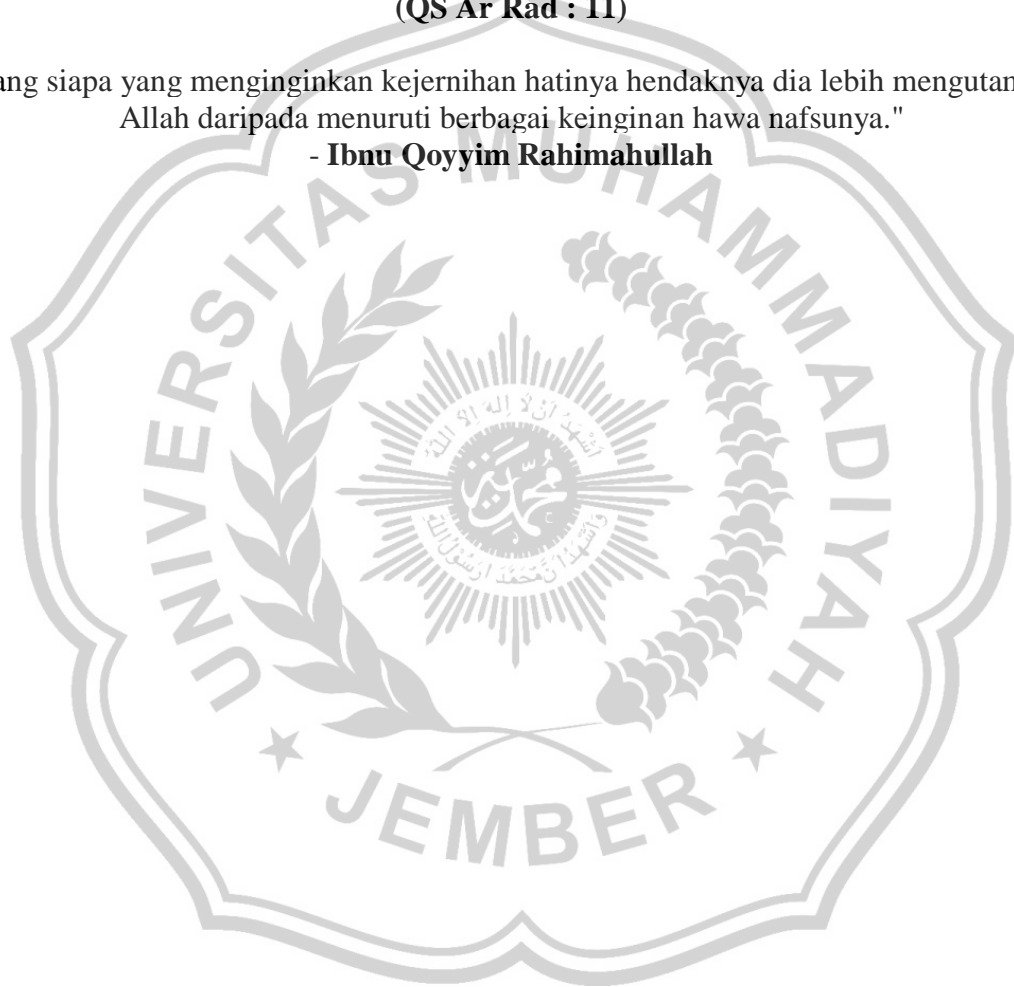 (QS Ar Rad : 11)
ang siapa yang menginginkan kejernihan hatinya hendaknya dia lebih mengutan
Allah daripada menuruti berbagai keinginan hawa nafsunya."
- Ibnu Qoyyim Rahimahullah
UNIVERSITAS MUHAMMADIYAH
JEMBER
محمد